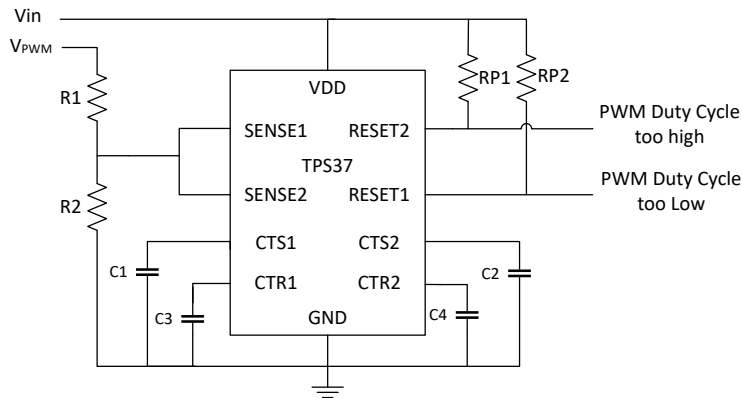 Vin
VPWM
R1
R2
RP1
RP2
VDD
SENSE1
RESET2
TPS37
SENSE2
RESET1
CTS1
CTS2
CTR1
CTR2
GND
C1
C3
C2
C4
PWM Duty Cycle
too high
PWM Duty Cycle
too Low